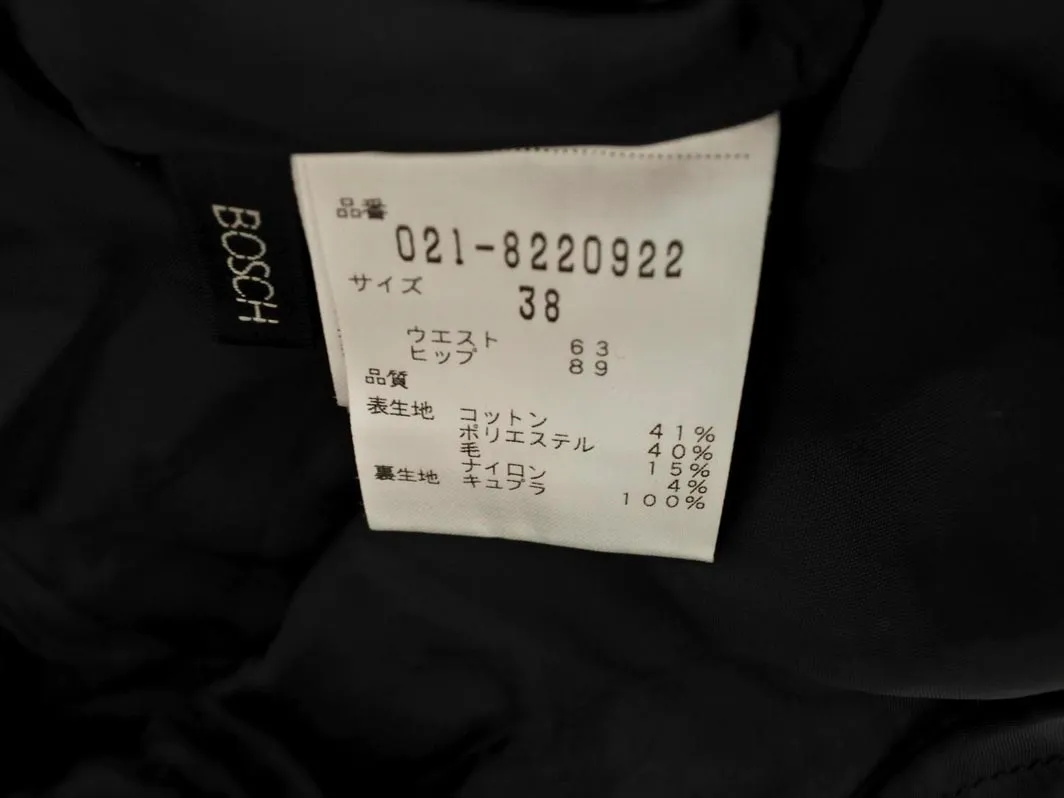 BOSCH
品番
021-8220922
サイズ 38
ウエスト 63
ヒップ 89
品質
表生地 コットン 41%
ポリエステル 40%
毛 15%
ナイロン 4%
裏生地 キュプラ 100%